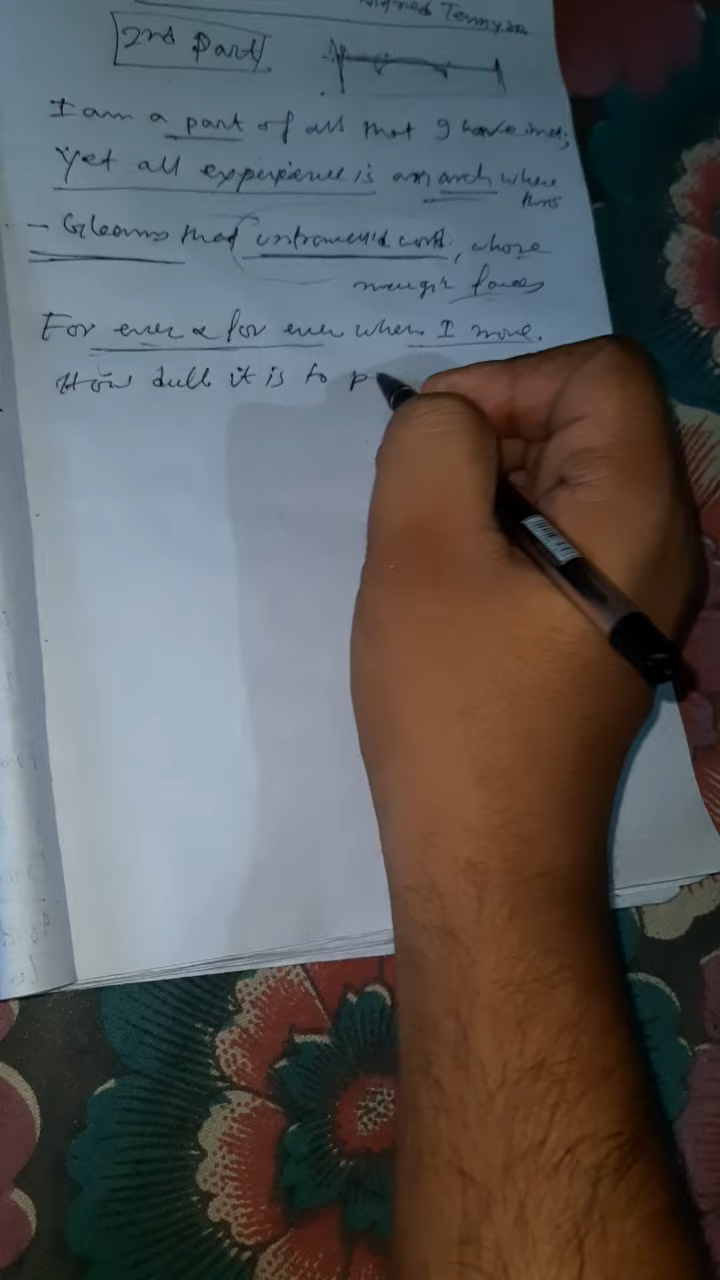 Tennyson
2nd Part
I am a part of all that I have met;
Yet all experience is an arch where
thro
- Gleams that untravell'd world, whose
margin fades
For ever & for ever when I move.
How dull it is to p